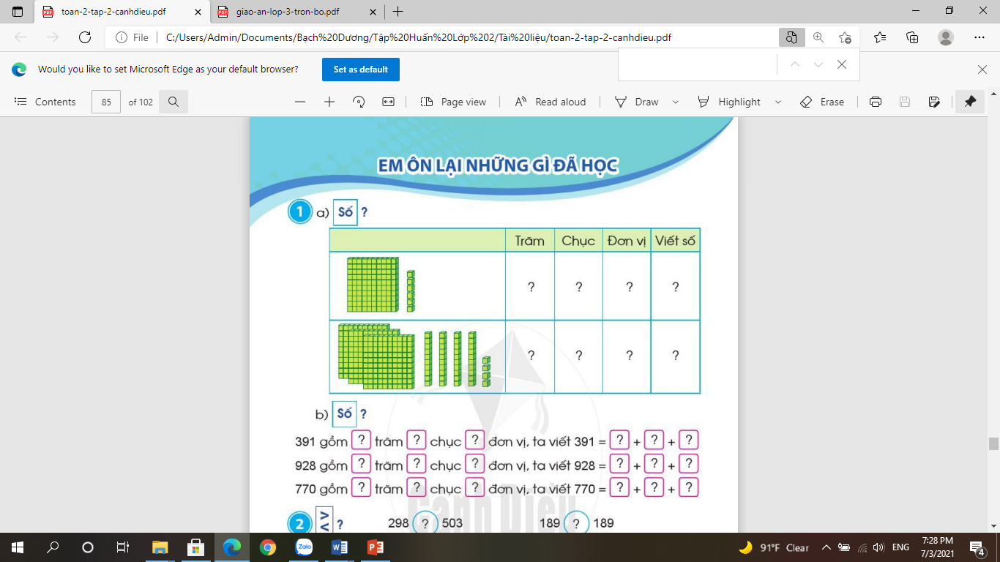 toan-2-tap-2-canhdieu.pdf
giao-an-lop-3-tron-bo.pdf
File C:/Users/Admin/Documents/Bạch%20Dương/Tập%20Huấn%20Lớp%202/Tài%20liệu/toan-2-tap-2-canhdieu.pdf
Would you like to set Microsoft Edge as your default browser? Set as default
Contents 85 of 102 Page view Read aloud Draw Highlight Erase
EM ÔN LẠI NHỮNG GÌ ĐÃ HỌC
1 a) Số ?
Trăm Chục Đơn vị Viết số
? ? ? ?
? ? ? ?
b) Số ?
391 gồm ? trăm ? chục ? đơn vị, ta viết 391 = ? + ? + ?
928 gồm ? trăm ? chục ? đơn vị, ta viết 928 = ? + ? + ?
770 gồm ? trăm ? chục ? đơn vị, ta viết 770 = ? + ? + ?
Cánh Diều
2 > < ? 298 ? 503 189 ? 189
Zalo 91°F Clear ENG 7:28 PM
7/3/2021 4